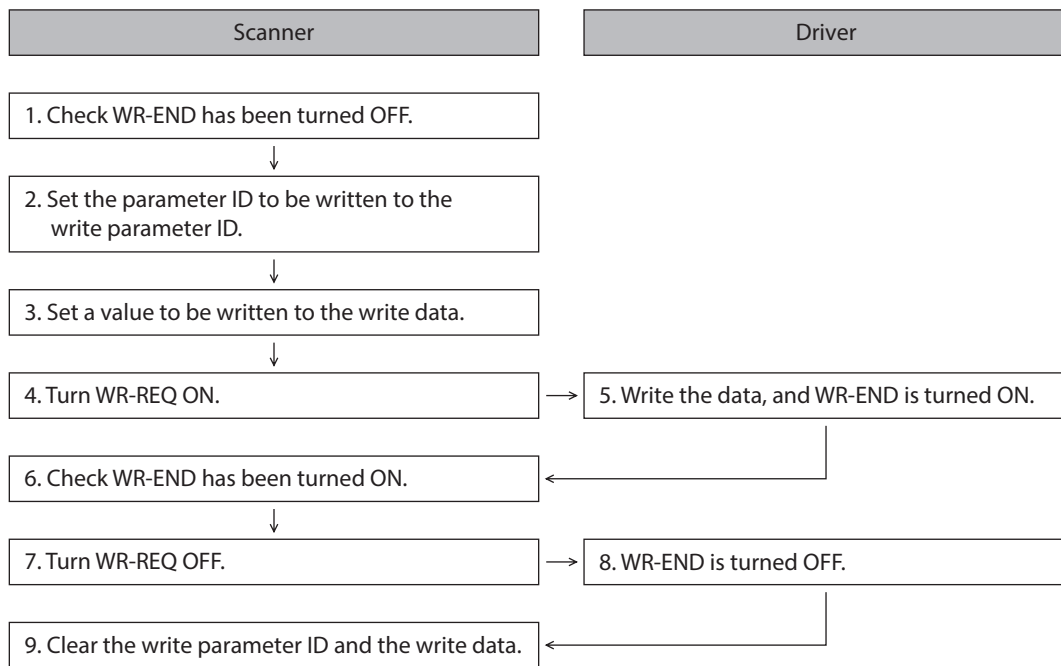 Scanner
Driver
1. Check WR-END has been turned OFF.
2. Set the parameter ID to be written to the
write parameter ID.
3. Set a value to be written to the write data.
4. Turn WR-REQ ON.
5. Write the data, and WR-END is turned ON.
6. Check WR-END has been turned ON.
7. Turn WR-REQ OFF.
8. WR-END is turned OFF.
9. Clear the write parameter ID and the write data.